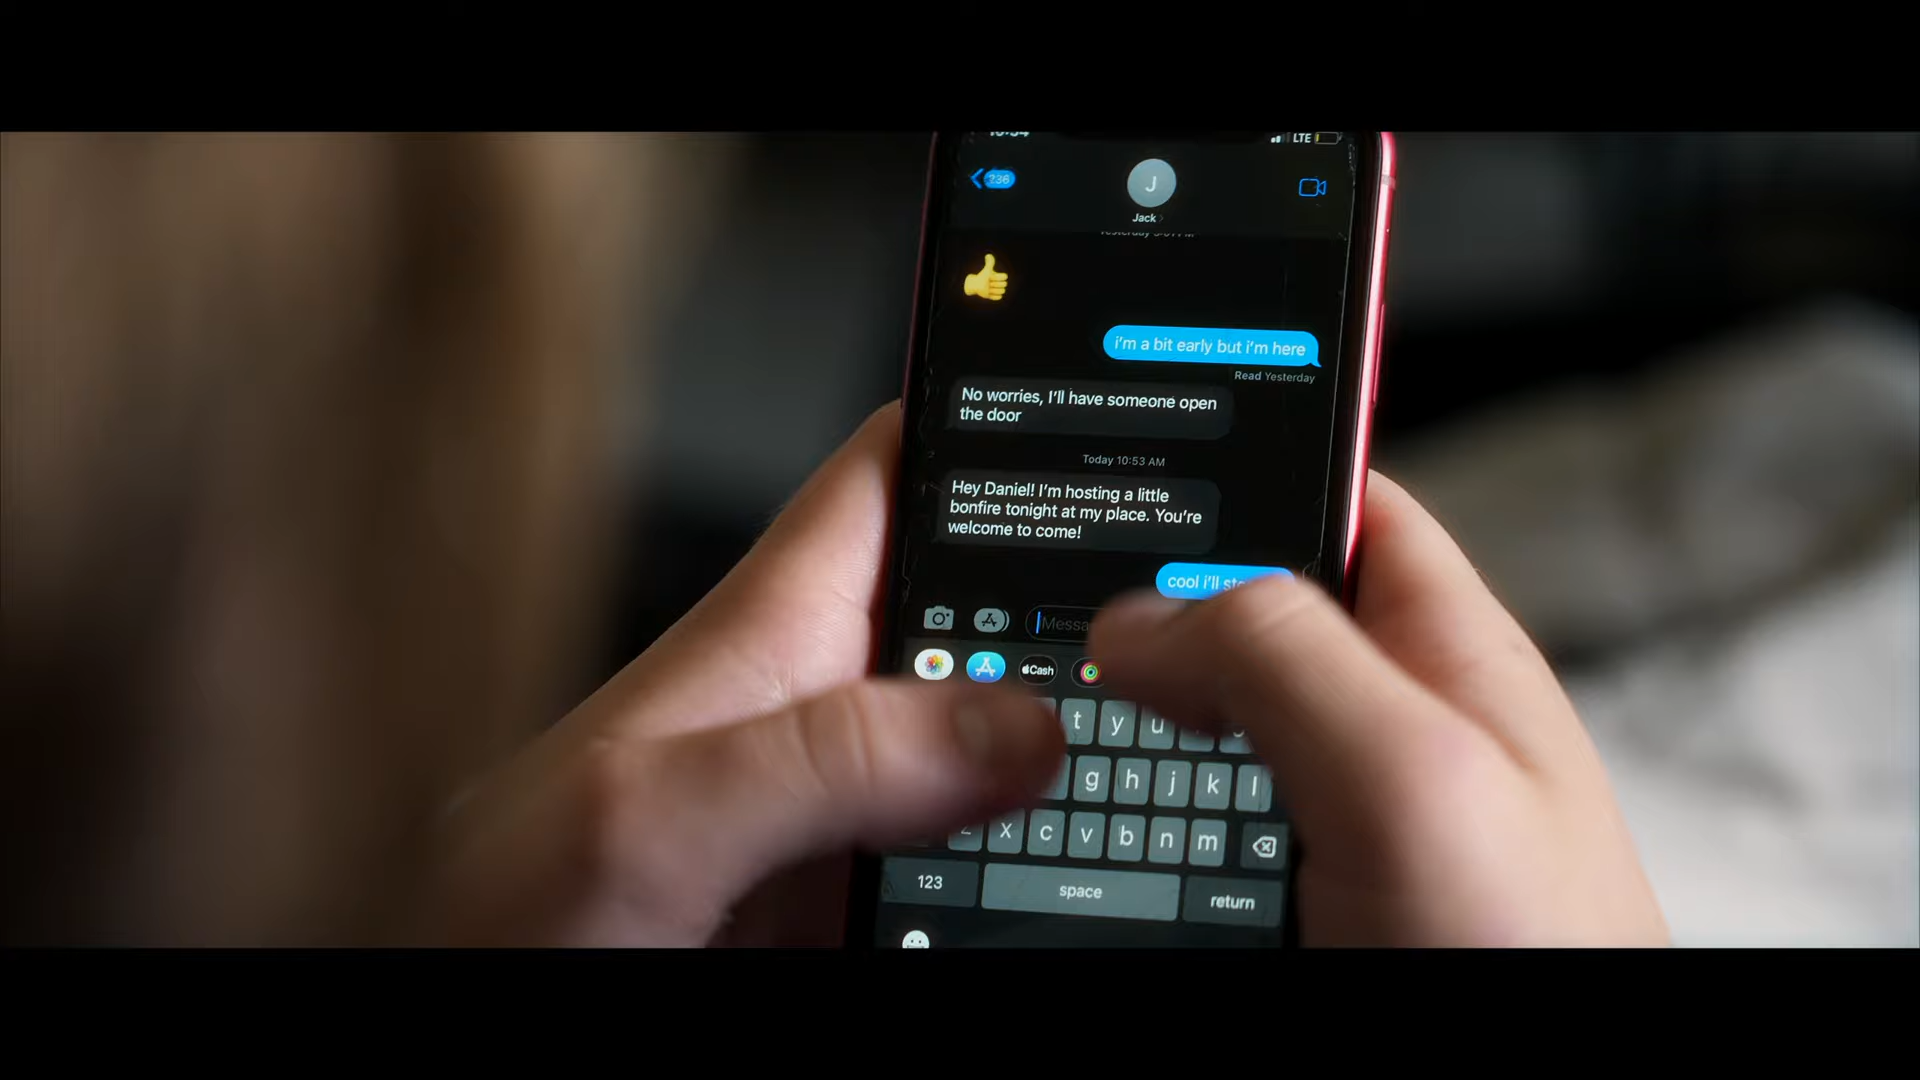 LTE
236
J
Jack
i'm a bit early but i'm here
Read Yesterday
No worries, I'll have someone open
the door
Today 10:53 AM
Hey Daniel! I'm hosting a little
bonfire tonight at my place. You're
welcome to come!
cool i'll
Cash
t y u
g h j k l
z x c v b n m
123 space return